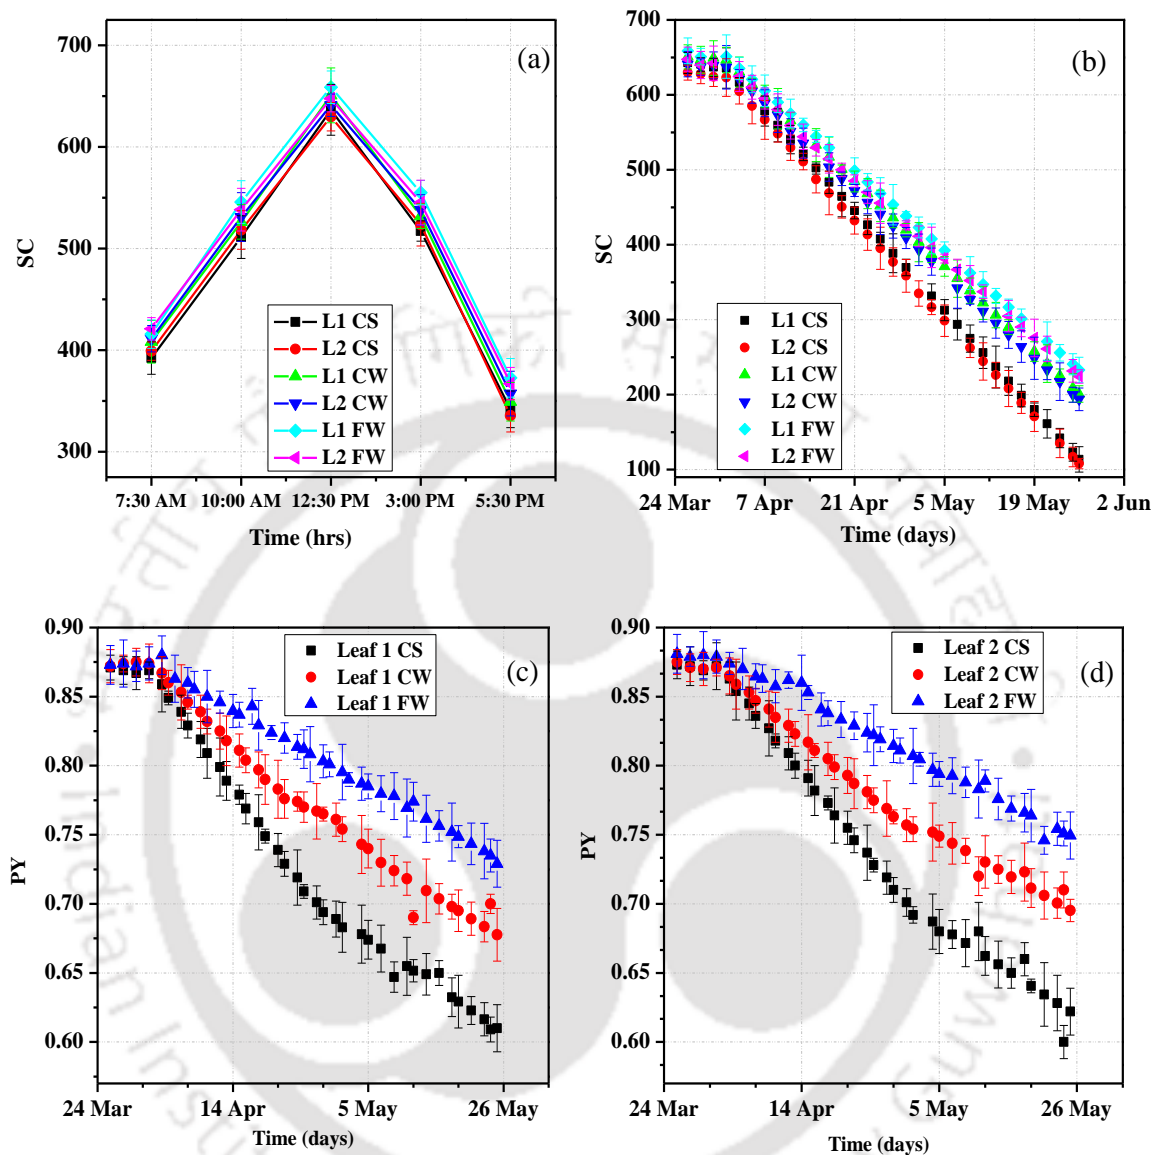 (a)
700
600
500
400
300
SC
L1 CS
L2 CS
L1 CW
L2 CW
L1 FW
L2 FW
7:30 AM 10:00 AM 12:30 PM 3:00 PM 5:30 PM
Time (hrs)
(b)
700
600
500
400
300
200
100
SC
L1 CS
L2 CS
L1 CW
L2 CW
L1 FW
L2 FW
24 Mar 7 Apr 21 Apr 5 May 19 May 2 Jun
Time (days)
(c)
0.90
0.85
0.80
0.75
0.70
0.65
0.60
PY
Leaf 1 CS
Leaf 1 CW
Leaf 1 FW
24 Mar 14 Apr 5 May 26 May
Time (days)
(d)
0.90
0.85
0.80
0.75
0.70
0.65
0.60
PY
Leaf 2 CS
Leaf 2 CW
Leaf 2 FW
24 Mar 14 Apr 5 May 26 May
Time (days)
Indian